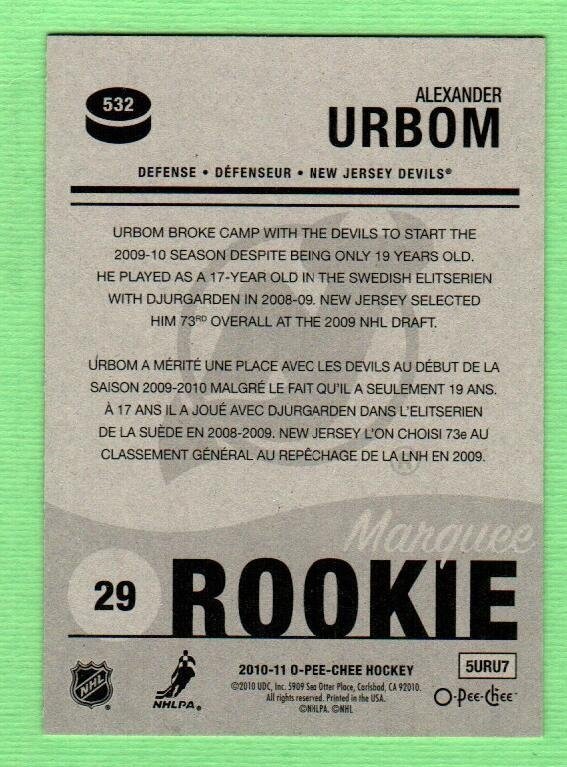 532
ALEXANDER
URBOM
DEFENSE • DÉFENSEUR • NEW JERSEY DEVILS®
URBOM BROKE CAMP WITH THE DEVILS TO START THE
2009-10 SEASON DESPITE BEING ONLY 19 YEARS OLD.
HE PLAYED AS A 17-YEAR OLD IN THE SWEDISH ELITSERIEN
WITH DJURGARDEN IN 2008-09. NEW JERSEY SELECTED
HIM 73RD OVERALL AT THE 2009 NHL DRAFT.
URBOM A MÉRITÉ UNE PLACE AVEC LES DEVILS AU DÉBUT DE LA
SAISON 2009-2010 MALGRÉ LE FAIT QU'IL A SEULEMENT 19 ANS.
À 17 ANS IL A JOUÉ AVEC DJURGARDEN DANS L'ELITSERIEN
DE LA SUÈDE EN 2008-2009. NEW JERSEY L'ON CHOISI 73e AU
CLASSEMENT GÉNÉRAL AU REPÊCHAGE DE LA LNH EN 2009.
®
Marquee
29 ROOKIE
NHL
NHLPA®
2010-11 O-PEE-CHEE HOCKEY
©2010 UDC, Inc. 5909 Sea Otter Place, Carlsbad, CA 92010.
All rights reserved. Printed in the USA.
©NHLPA. ©NHL
5URU7
O-Pee-Chee